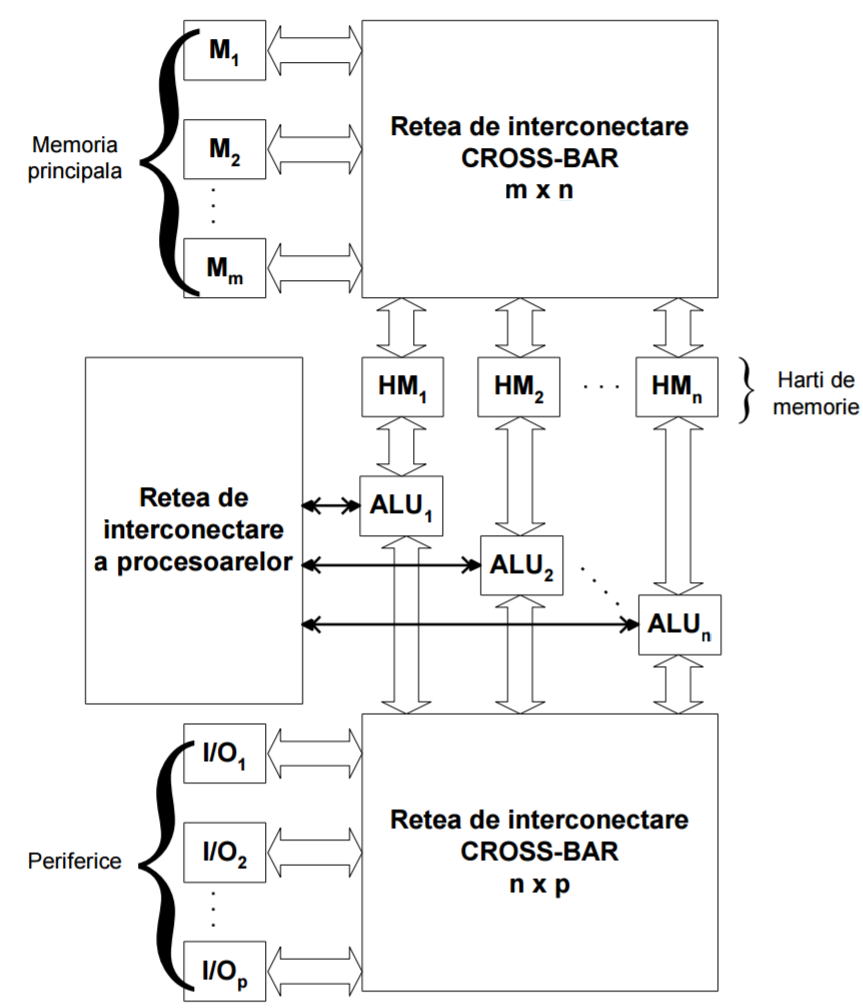 M1
Memoria
principala
M2
Mm
Retea de interconectare
CROSS-BAR
m x n
HM1
HM2
. . .
HMn
Harti de
memorie
Retea de
interconectare
a procesoarelor
ALU1
ALU2
ALUn
I/O1
Periferice
I/O2
I/Op
Retea de interconectare
CROSS-BAR
n x p